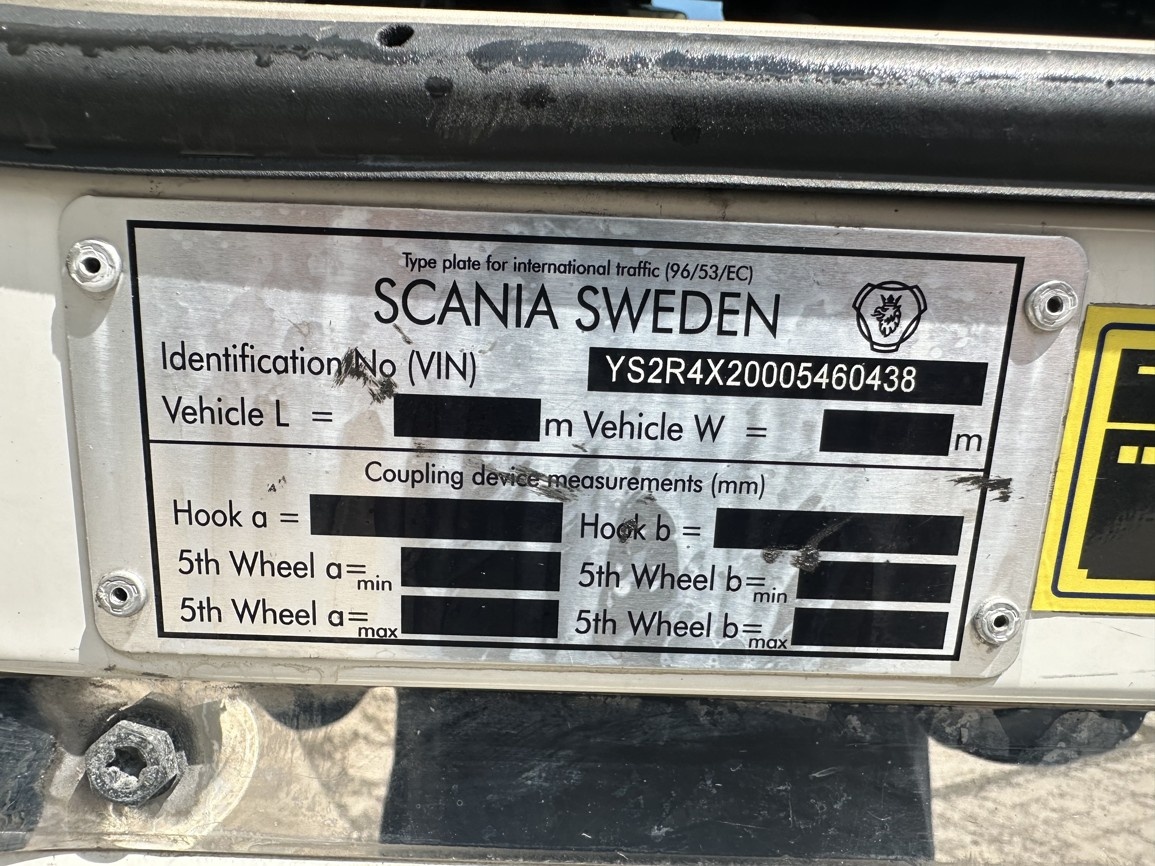 Type plate for international traffic (96/53/EC)
SCANIA SWEDEN
Identification No (VIN) YS2R4X20005460438
Vehicle L = m Vehicle W = m
Coupling device measurements (mm)
Hook a = Hook b =
5th Wheel a=min 5th Wheel b=min
5th Wheel a=max 5th Wheel b=max